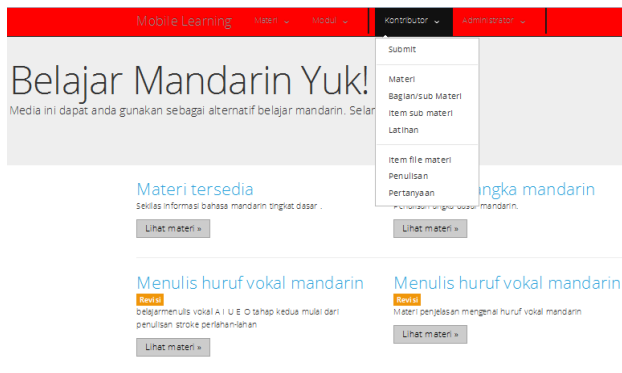 Mobile Learning Materi Modul Kontributor Administrator
Submit
Materi
Bagian/sub Materi
Item sub materi
Latihan
Item file materi
Penulisan
Pertanyaan
Belajar Mandarin Yuk!
Media ini dapat anda gunakan sebagai alternatif belajar mandarin.
Materi tersedia
Sekilas informasi bahasa mandarin tingkat dasar .
Lihat materi »
angka mandarin
angka dasar mandarin.
Lihat materi »
Menulis huruf vokal mandarin
Revisi
belajarmenulis vokal A I U E O tahap kedua mulai dari
penulisan stroke perlahan-lahan
Lihat materi »
Menulis huruf vokal mandarin
Revisi
Materi penjelasan mengenai huruf vokal mandarin
Lihat materi »